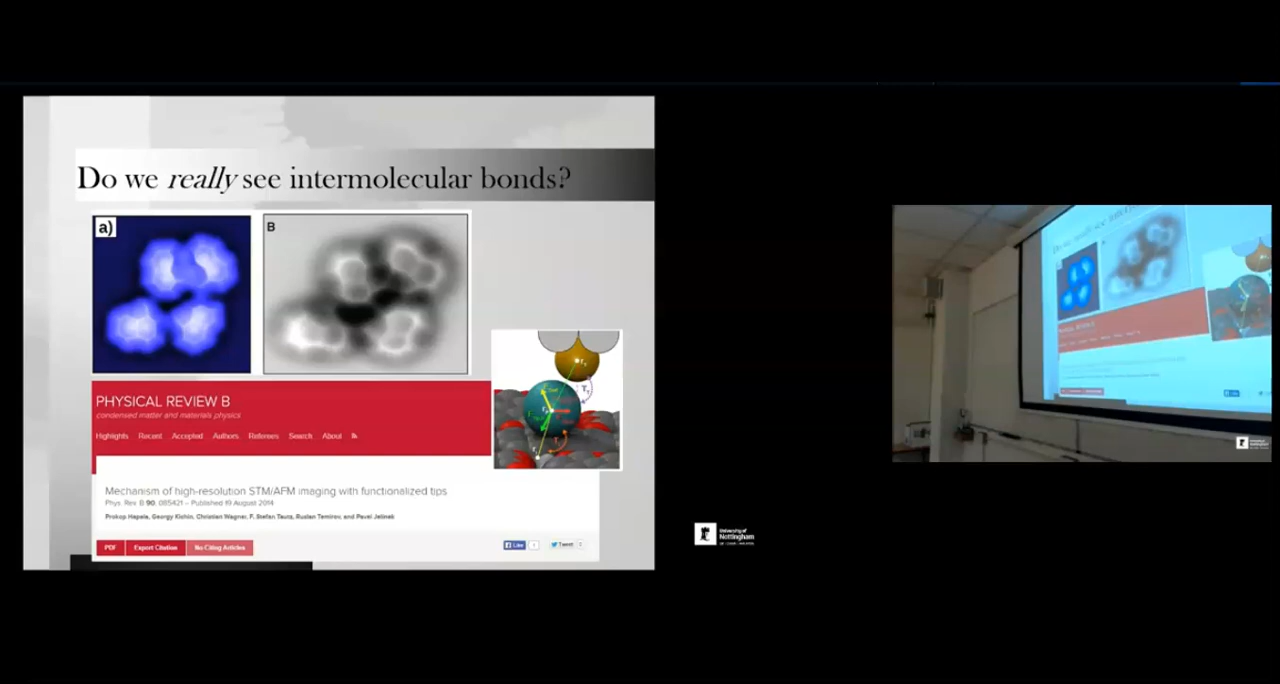 Do we really see intermolecular bonds?
a)
B
PHYSICAL REVIEW B
condensed matter and materials physics
Highlights Recent Accepted Authors Referees Search About
Mechanism of high-resolution STM/AFM imaging with functionalized tips
Phys. Rev. B 90, 085421 – Published 19 August 2014
Prokop Hapala, Georgy Kichin, Christian Wagner, F. Stefan Tautz, Ruslan Temirov, and Pavel Jelínek
PDF Export Citation No Citing Articles
Like
Tweet
University of
Nottingham